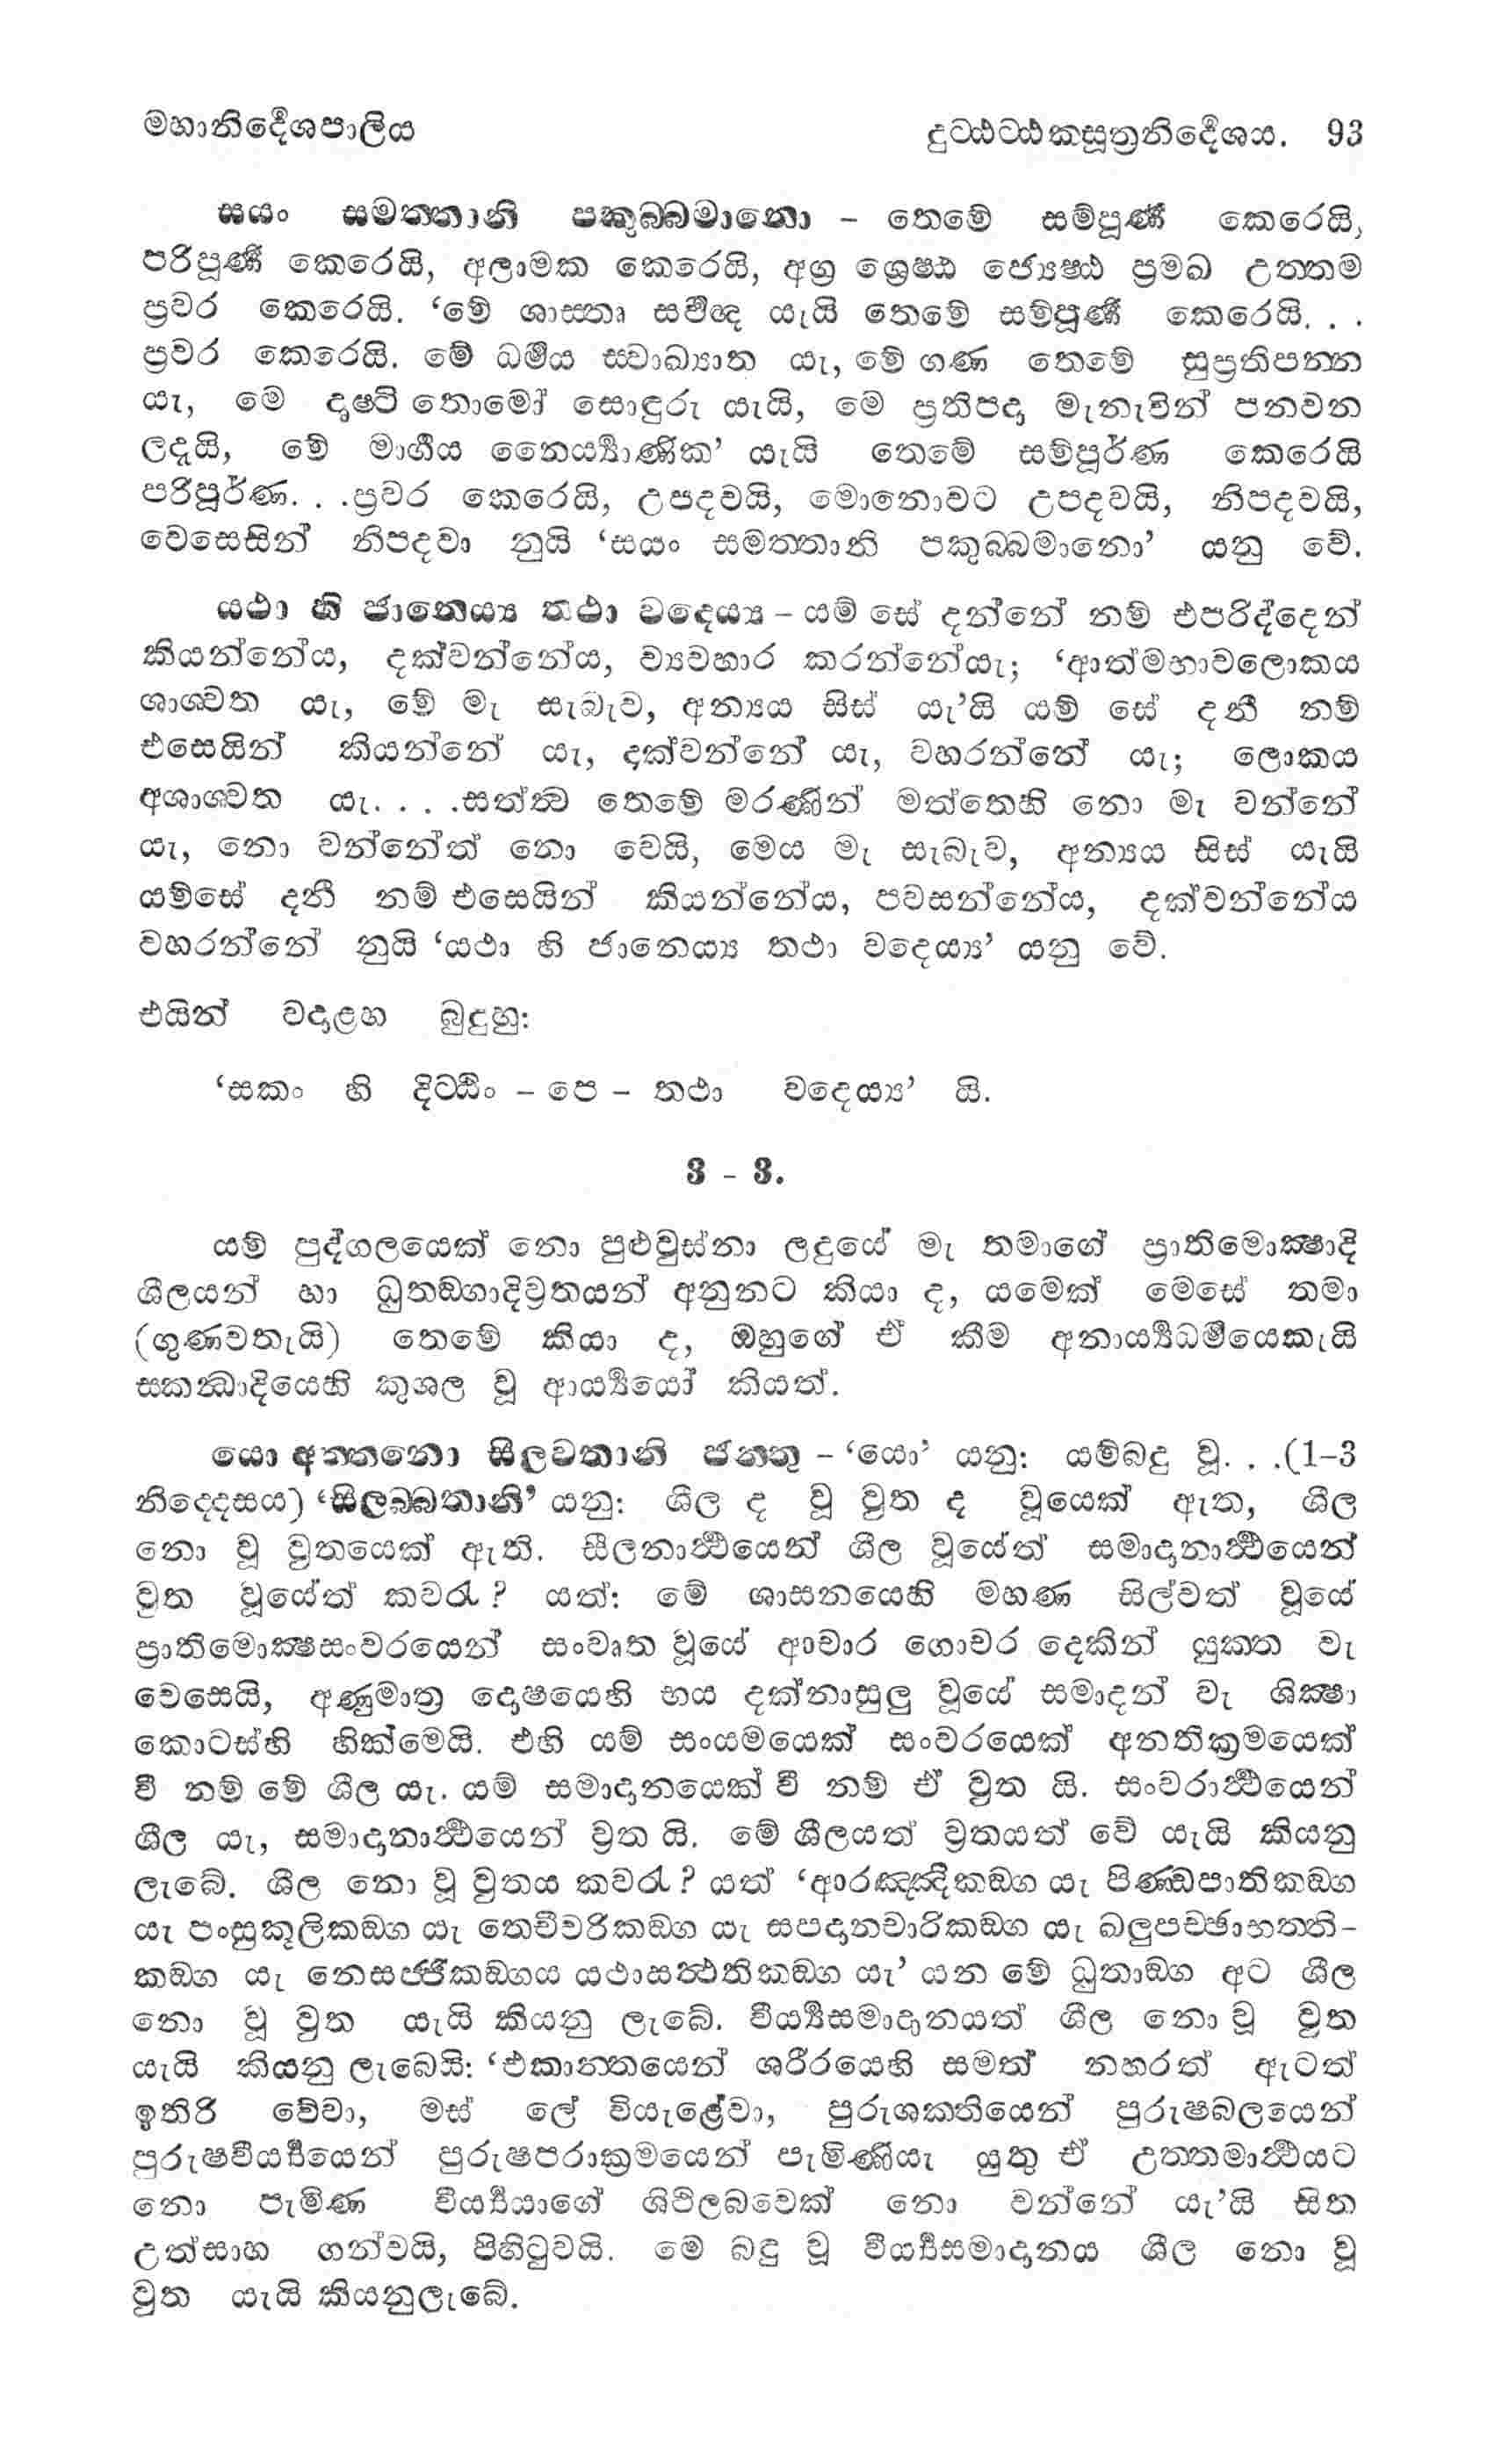 මහානිර්දේශපාලිය
දුට්ඨට්ඨකසූත්‍රනිර්දේශය. 93
සයං සමත්තානි පකුබ්බමානො – තෙමේ සම්පූර්ණ කෙරෙයි,
පරිපූර්ණ කෙරෙයි, අලාමක කෙරෙයි, අග්‍ර ශ්‍රෙෂ්ඨ ජ්‍යෙෂ්ඨ ප්‍රමඛ උත්තම
ප්‍රවර කෙරෙයි. ‘මේ ශාස්තෘ සර්වඥ යැයි තෙමේ සම්පූර්ණ කෙරෙයි. . .
ප්‍රවර කෙරෙයි. මේ ධර්මය ස්වාඛ්‍යාත යැ, මේ ගණ තෙමේ සුප්‍රතිපන්න
යැ, මෙ දෘෂ්ටි තොමෝ සොඳුරු යැයි, මෙ ප්‍රතිපදා මැනැවින් පනවන
ලදැයි, මේ මාර්ගය නෛර්ය්‍යාණික’ යැයි තෙමේ සම්පූර්ණ කෙරෙයි
පරිපූර්ණ. . .ප්‍රවර කෙරෙයි, උපදවයි, මොනොවට උපදවයි, නිපදවයි,
වෙසෙසින් නිපදවා නුයි ‘සයං සමත්තානි පකුබ්බමානො’ යනු වේ.
යථා හි ජානෙය්‍ය තථා වදෙය්‍ය – යම් සේ දන්නේ නම් එපරිද්දෙන්
කියන්නේය, දක්වන්නේය, ව්‍යවහාර කරන්නේයැ; ‘ආත්මභාවලොකය
ශාශ්වත යැ, මේ මැ සැබැව, අන්‍යය සිස් යැ’යි යම් සේ දනී නම්
එසෙයින් කියන්නේ යැ, දක්වන්නේ යැ, වහරන්නේ යැ; ලොකය
අශාශ්වත යැ. . . .සත්ත්ව තෙමේ මරණින් මත්තෙහි නො මැ වන්නේ
යැ, නො වන්නේත් නො වෙයි, මෙය මැ සැබැව, අන්‍යය සිස් යැයි
යම්සේ දනී නම් එසෙයින් කියන්නේය, පවසන්නේය, දක්වන්නේය
වහරන්නේ නුයි ‘යථා හි ජානෙය්‍ය තථා වදෙය්‍ය’ යනු වේ.
එයින් වදාළහ බුදුහු:
‘සකං හි දිට්ඨිං – පෙ – තථා වදෙය්‍ය’ යි.
3 – 3.
යම් පුද්ගලයෙක් නො පුළුවුස්නා ලදුයේ මැ තමාගේ ප්‍රාතිමොක්ෂාදි
ශීලයන් හා ධුතඞ්ගාදිව්‍රතයන් අනුනට කියා ද, යමෙක් මෙසේ තමා
(ගුණවතැයි) තෙමේ කියා ද, ඔහුගේ ඒ කීම අනාර්ය්‍යධර්මයෙකැයි
ස්කන්ධාදියෙහි කුශල වූ ආර්ය්‍යයෝ කියත්.
යො අත්තනො සීලවතානි ජන්තු – ‘යො’ යනු: යම්බඳු වූ. . .(1–3
නිද්දෙසය) ‘සීලබ්බතානි’ යනු: ශීල ද වූ ව්‍රත ද වූයෙක් ඇත, ශීල
නො වූ ව්‍රතයෙක් ඇති. සීලනාර්ථයෙන් ශීල වූයේත් සමාදානාර්ථයෙන්
ව්‍රත වූයේත් කවරැ? යත්: මේ ශාසනයෙහි මහණ සිල්වත් වූයේ
ප්‍රාතිමොක්ෂසංවරයෙන් සංවෘත වූයේ ආචාර ගොචර දෙකින් යුක්ත වැ
වෙසෙයි, අණුමාත්‍ර දොෂයෙහි භය දක්නාසුලු වූයේ සමාදන් වැ ශික්ෂා
කොටස්හි හික්මෙයි. එහි යම් සංයමයෙක් සංවරයෙක් අනතික්‍රමයෙක්
වී නම් මේ ශීල යැ. යම් සමාදානයෙක් වී නම් ඒ ව්‍රත යි. සංවරාර්ථයෙන්
ශීල යැ, සමාදානාර්ථයෙන් ව්‍රත යි. මේ ශීලයත් ව්‍රතයත් වේ යැයි කියනු
ලැබේ. ශීල නො වූ ව්‍රතය කවරැ? යත් ‘ආරඤ්ඤිකඞ්ග යැ පිණ්ඩපාතිකඞ්ග
යැ පංසුකූලිකඞ්ග යැ තෙචීවරිකඞ්ග යැ සපදානචාරිකඞ්ග යැ ඛලුපච්ඡාභත්ති-
කඞ්ග යැ නෙසජ්ජිකඞ්ගය යථාසන්ථතිකඞ්ග යැ’ යන මේ ධුතාඞ්ග අට ශීල
නො වූ ව්‍රත යැයි කියනු ලැබේ. වීර්ය්‍යසමාදානයත් ශීල නො වූ ව්‍රත
යැයි කියනු ලැබෙයි: ‘එකාන්තයෙන් ශරීරයෙහි සමත් නහරත් ඇටත්
ඉතිරි වේවා, මස් ලේ වියැළේවා, පුරුශක්තියෙන් පුරුෂබලයෙන්
පුරුෂවීර්ය්‍යයෙන් පුරුෂපරාක්‍රමයෙන් පැමිණියැ යුතු ඒ උත්තමාර්ථයට
නො පැමිණ වීර්ය්‍යයාගේ ශිථිලබවෙක් නො වන්නේ යැ’යි සිත
උත්සාහ ගන්වයි, පිහිටුවයි. මෙ බඳු වූ වීර්ය්‍යසමාදානය ශීල නො වූ
ව්‍රත යැයි කියනුලැබේ.